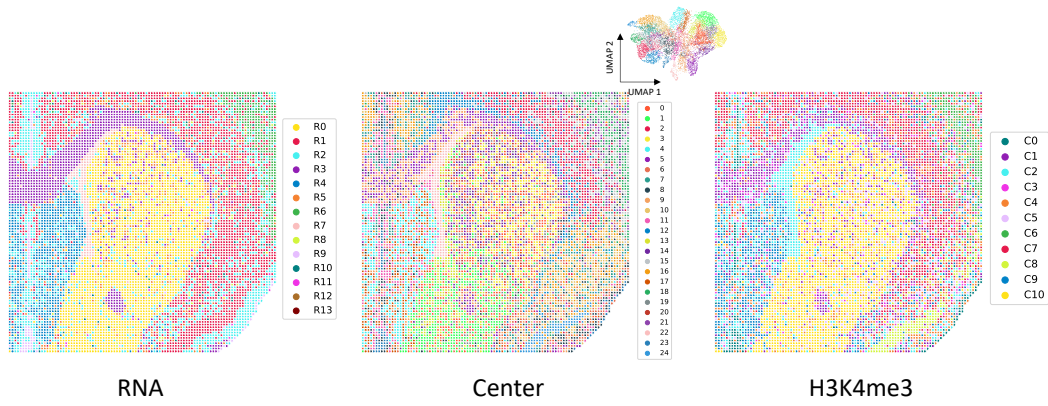 UMAP 2
UMAP 1
R0
R1
R2
R3
R4
R5
R6
R7
R8
R9
R10
R11
R12
R13
0
1
2
3
4
5
6
7
8
9
10
11
12
13
14
15
16
17
18
19
20
21
22
23
24
C0
C1
C2
C3
C4
C5
C6
C7
C8
C9
C10
RNA
Center
H3K4me3